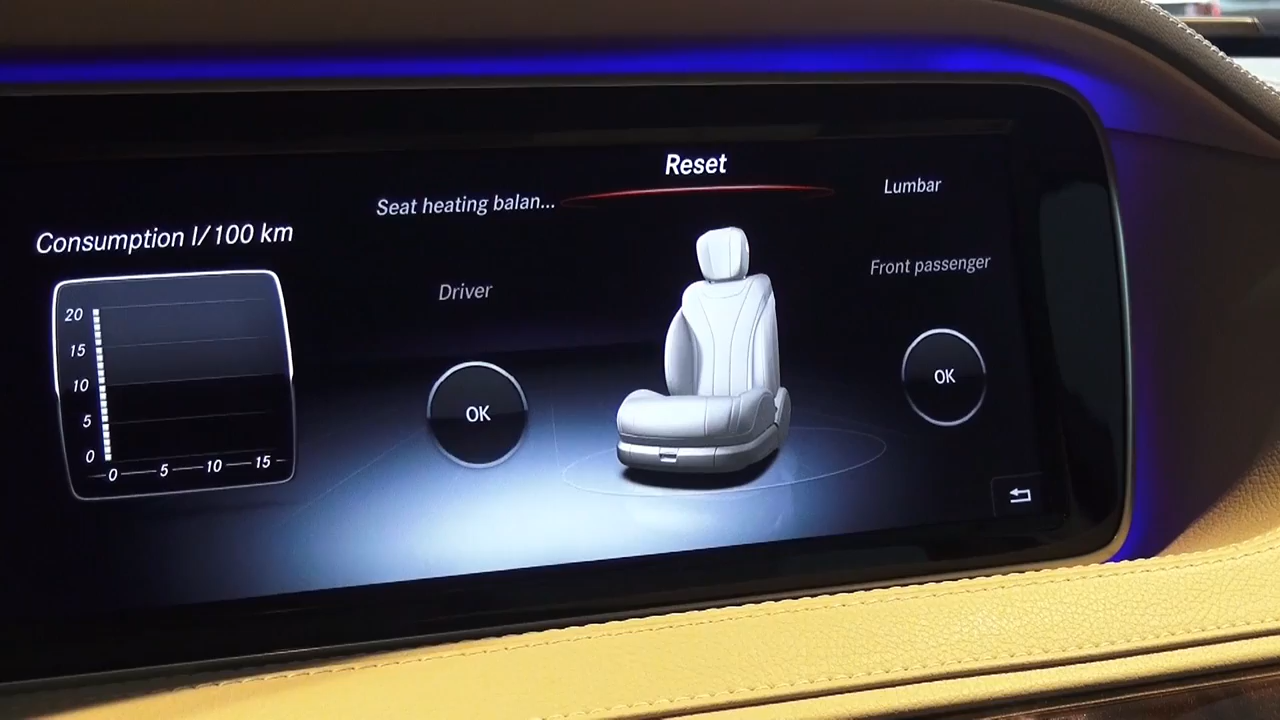 Reset
Seat heating balan...
Lumbar
Consumption l/100 km
Driver
Front passenger
20
15
10
5
0
0 5 10 15
OK
OK